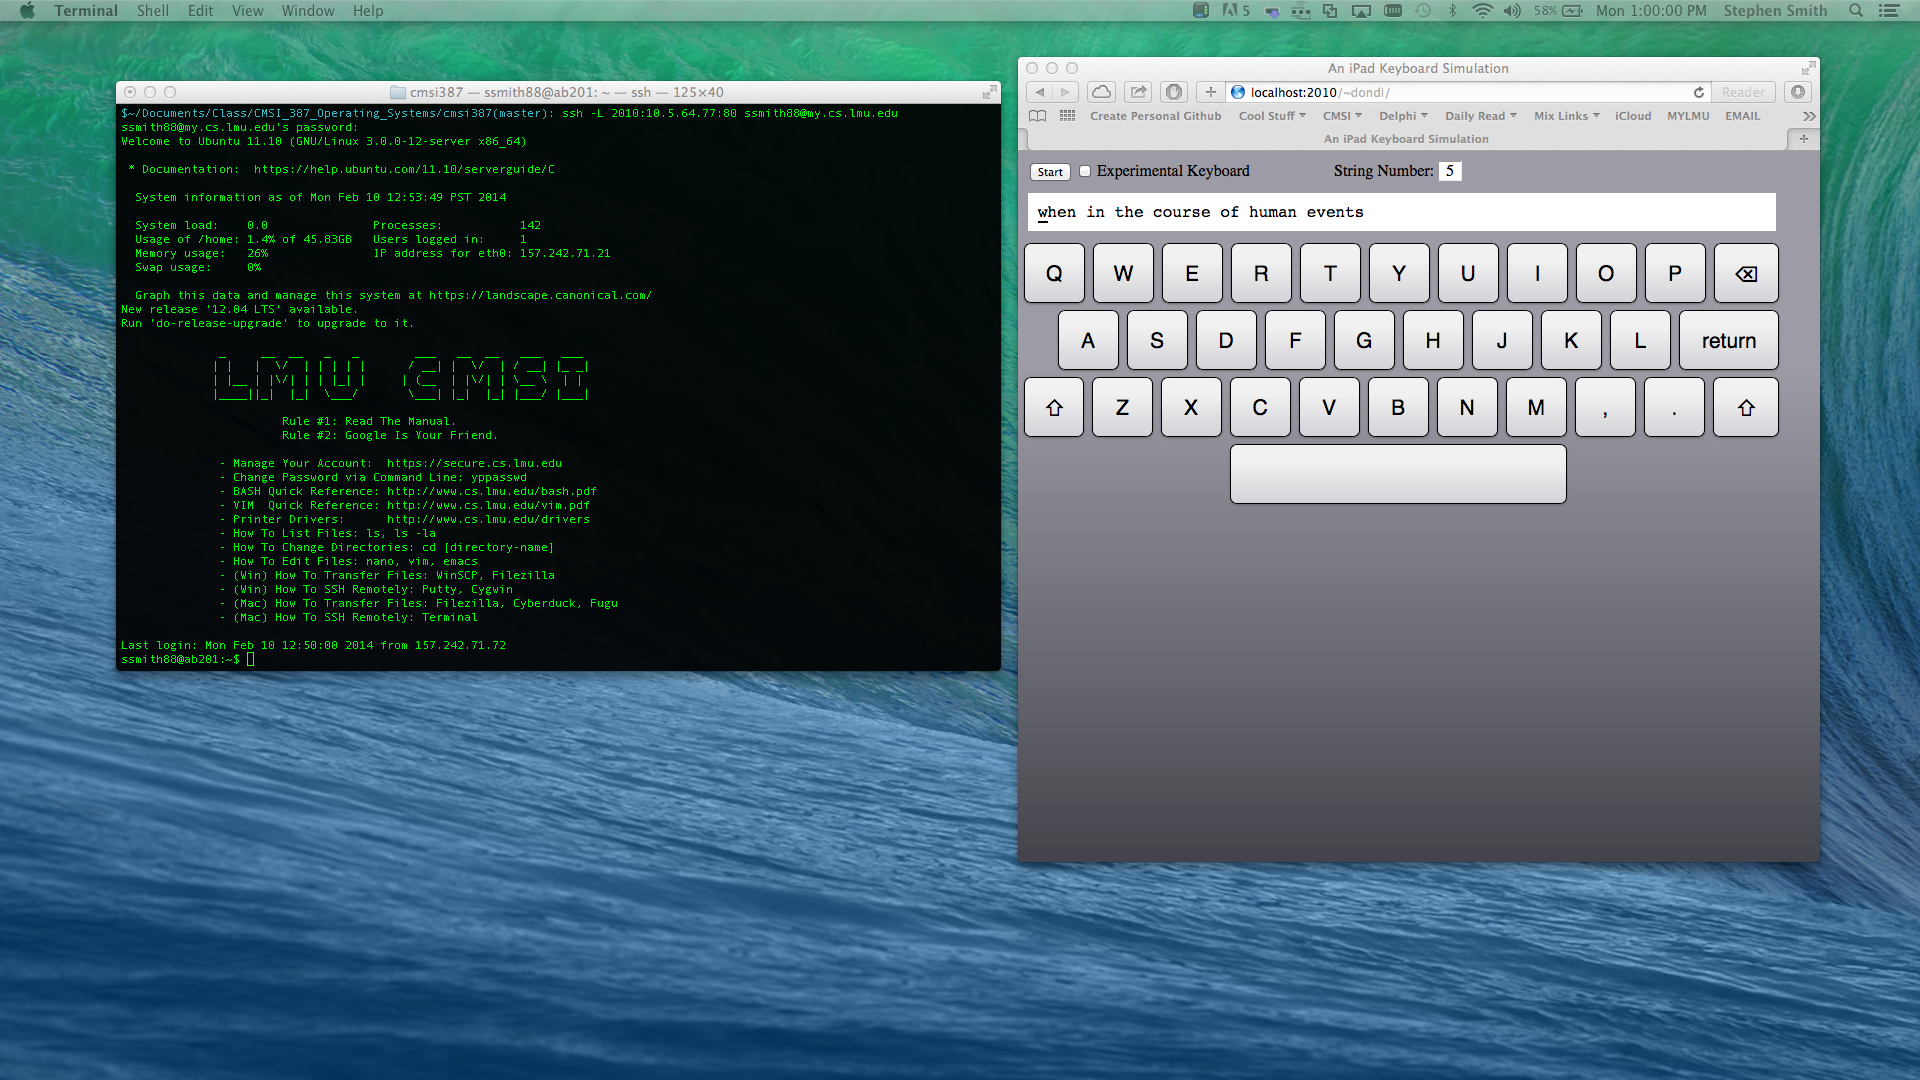 Terminal Shell Edit View Window Help 5 58% Mon 1:00:00 PM Stephen Smith
cmsi387 — ssmith88@ab201: ~ — ssh — 125×40
$~/Documents/Class/CMSI_387_Operating_Systems/cmsi387(master): ssh -L 2010:10.5.64.77:80 ssmith88@my.cs.lmu.edu
ssmith88@my.cs.lmu.edu's password:
Welcome to Ubuntu 11.10 (GNU/Linux 3.0.0-12-server x86_64)
* Documentation: https://help.ubuntu.com/11.10/serverguide/C
System information as of Mon Feb 10 12:53:49 PST 2014
System load: 0.0 Processes: 142
Usage of /home: 1.4% of 45.83GB Users logged in: 1
Memory usage: 26% IP address for eth0: 157.242.71.21
Swap usage: 0%
Graph this data and manage this system at https://landscape.canonical.com/
New release '12.04 LTS' available.
Run 'do-release-upgrade' to upgrade to it.
LMU CMSI
Rule #1: Read The Manual.
Rule #2: Google Is Your Friend.
- Manage Your Account: https://secure.cs.lmu.edu
- Change Password via Command Line: yppasswd
- BASH Quick Reference: http://www.cs.lmu.edu/bash.pdf
- VIM Quick Reference: http://www.cs.lmu.edu/vim.pdf
- Printer Drivers: http://www.cs.lmu.edu/drivers
- How To List Files: ls, ls -la
- How To Change Directories: cd [directory-name]
- How To Edit Files: nano, vim, emacs
- (Win) How To Transfer Files: WinSCP, Filezilla
- (Win) How To SSH Remotely: Putty, Cygwin
- (Mac) How To Transfer Files: Filezilla, Cyberduck, Fugu
- (Mac) How To SSH Remotely: Terminal
Last login: Mon Feb 10 12:50:00 2014 from 157.242.71.72
ssmith88@ab201:~$
An iPad Keyboard Simulation
localhost:2010/~dondi/ Reader
Create Personal Github Cool Stuff CMSI Delphi Daily Read Mix Links iCloud MYLMU EMAIL
An iPad Keyboard Simulation
Start Experimental Keyboard String Number: 5
when in the course of human events
Q W E R T Y U I O P
A S D F G H J K L return
Z X C V B N M , .